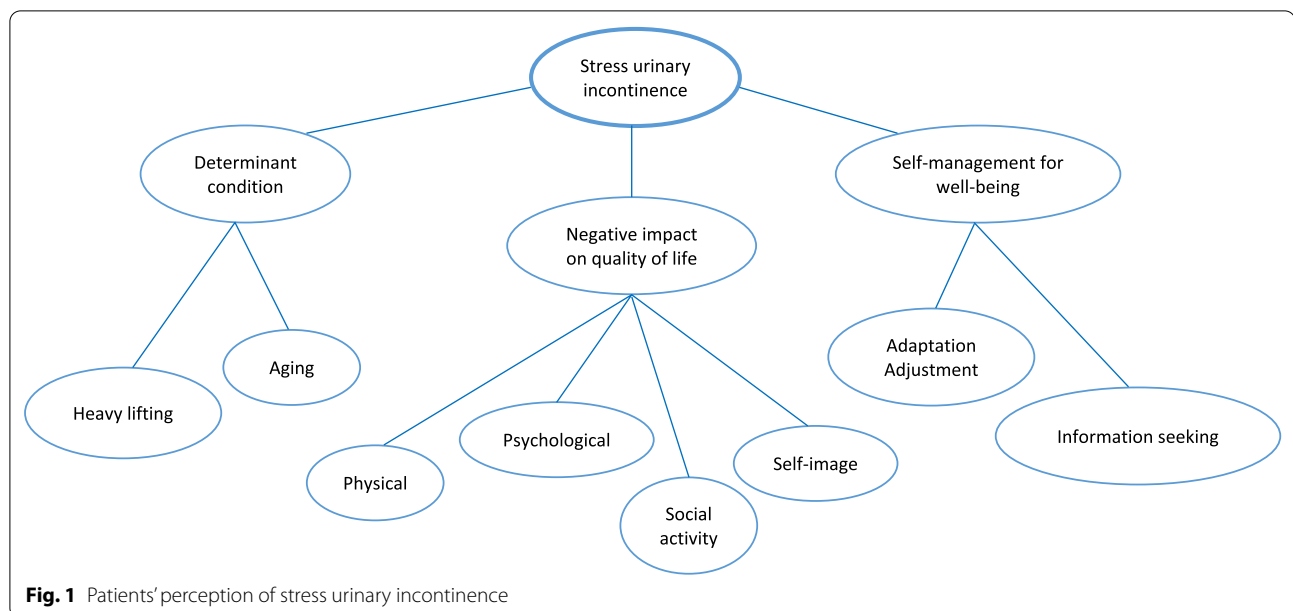 Stress urinary
incontinence
Determinant
condition
Self-management for
well-being
Negative impact
on quality of life
Heavy lifting
Aging
Adaptation
Adjustment
Physical
Psychological
Social
activity
Self-image
Information seeking
Fig. 1 Patients’ perception of stress urinary incontinence